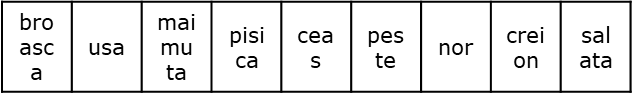 bro
asc
a
usa
mai
mu
ta
pisi
ca
cea
s
pes
te
nor
crei
on
sal
ata